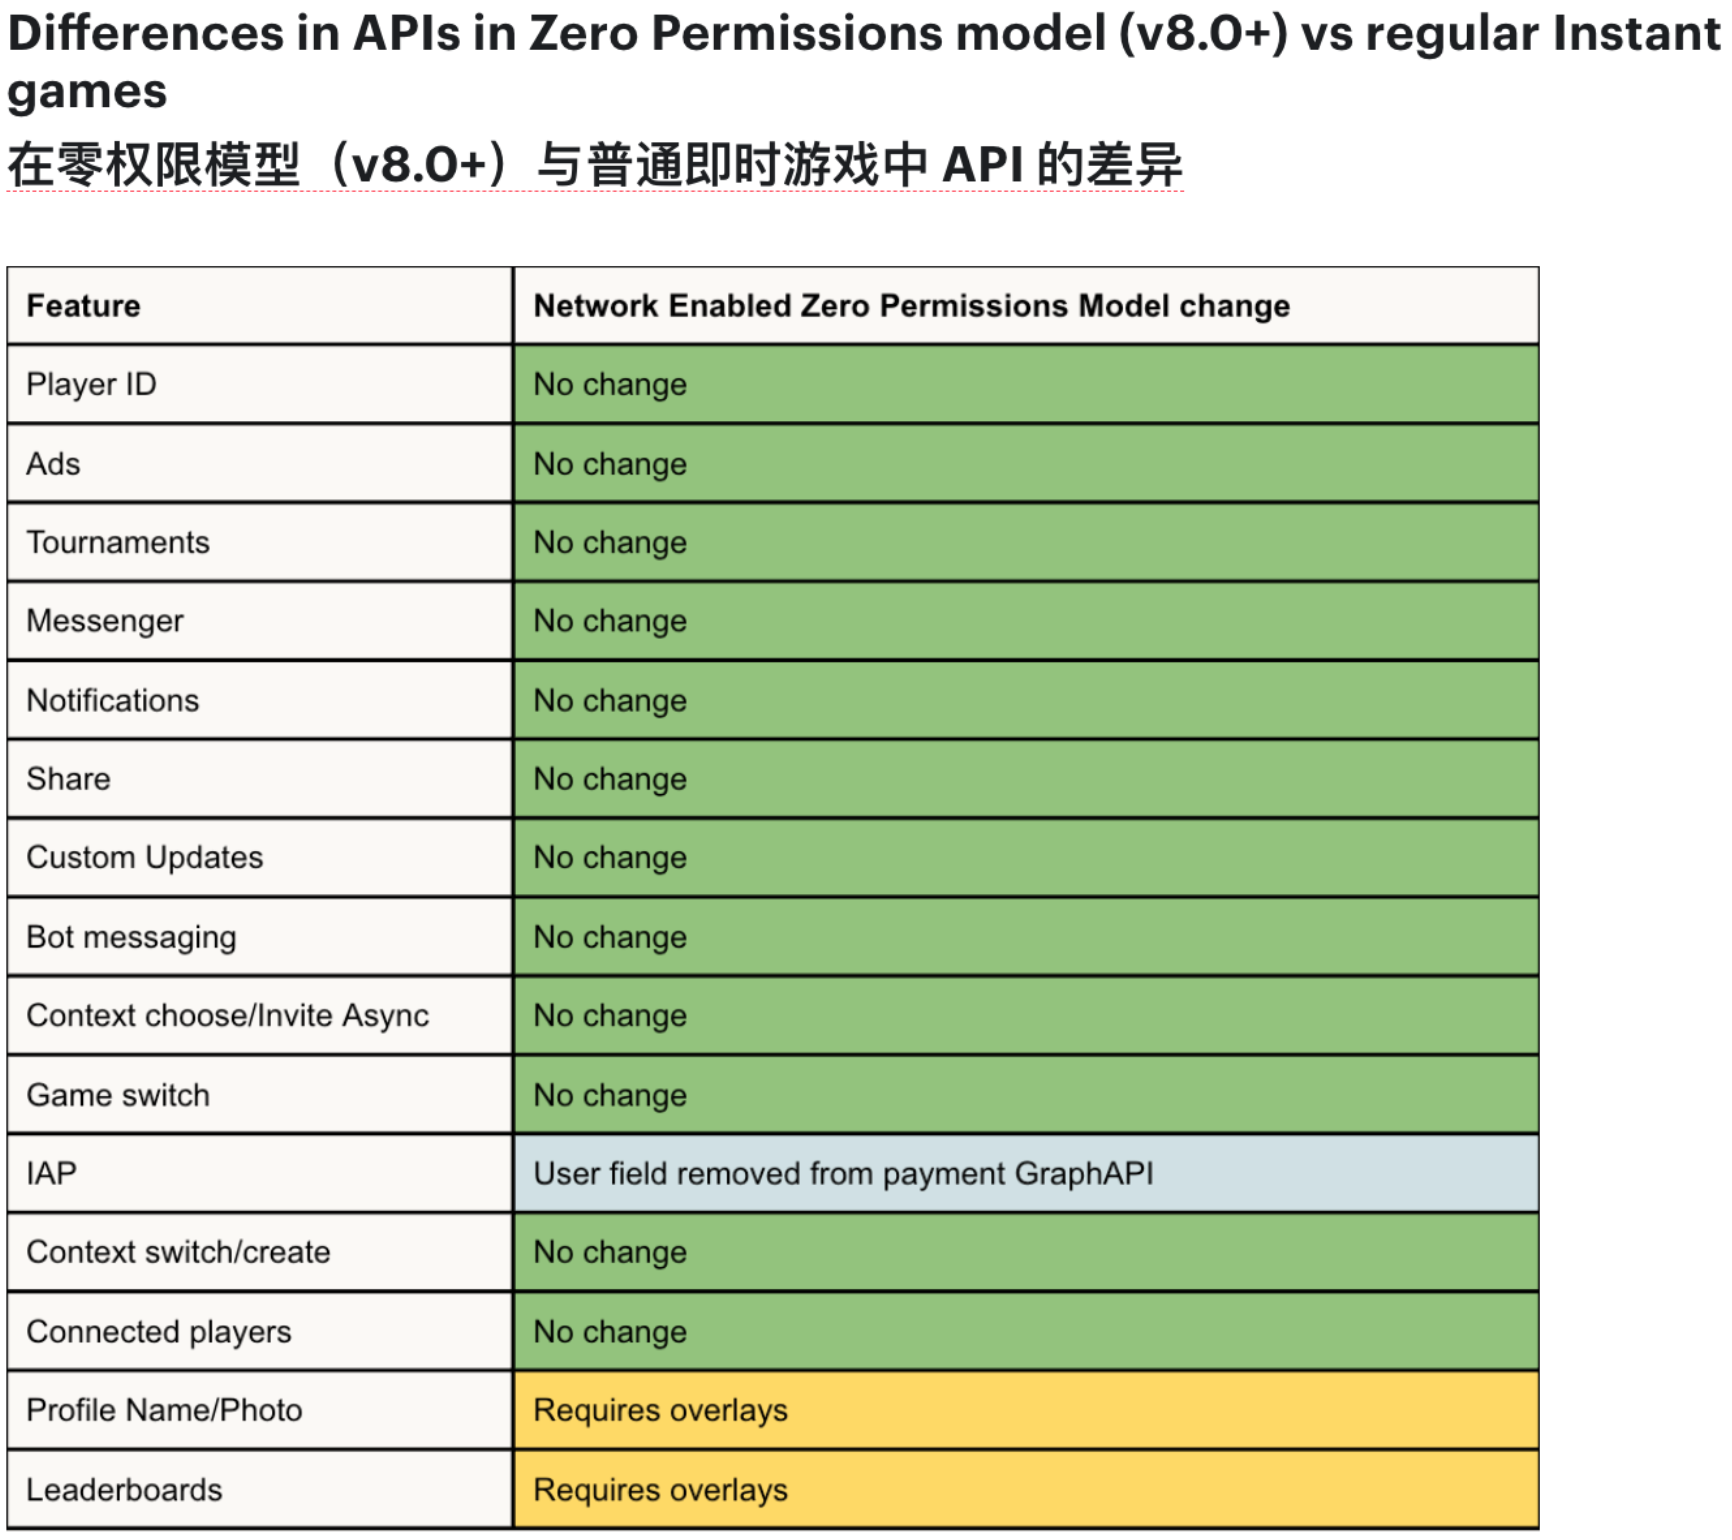 Differences in APIs in Zero Permissions model (v8.0+) vs regular Instant
games
在零权限模型（v8.0+）与普通即时游戏中 API 的差异
Feature
Network Enabled Zero Permissions Model change
Player ID
No change
Ads
No change
Tournaments
No change
Messenger
No change
Notifications
No change
Share
No change
Custom Updates
No change
Bot messaging
No change
Context choose/Invite Async
No change
Game switch
No change
IAP
User field removed from payment GraphAPI
Context switch/create
No change
Connected players
No change
Profile Name/Photo
Requires overlays
Leaderboards
Requires overlays